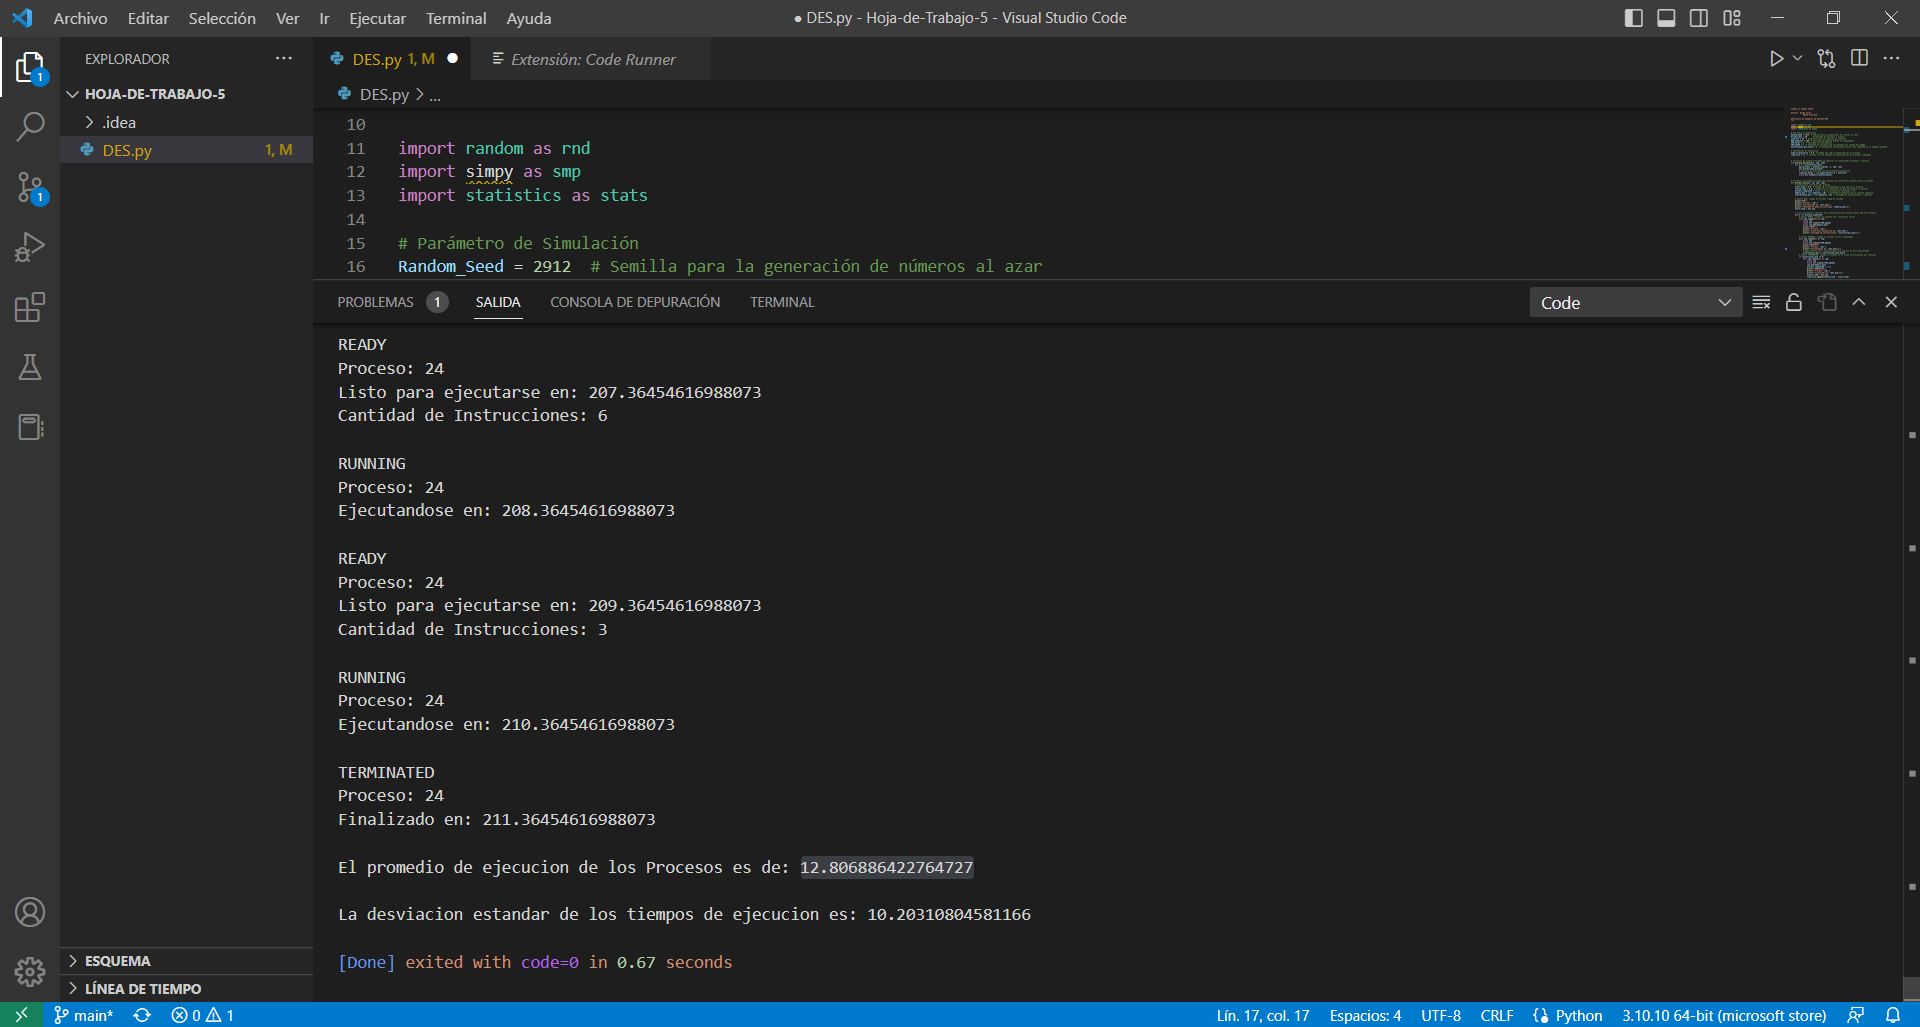 Archivo Editar Selección Ver Ir Ejecutar Terminal Ayuda
● DES.py - Hoja-de-Trabajo-5 - Visual Studio Code
EXPLORADOR
HOJA-DE-TRABAJO-5
.idea
DES.py 1, M
DES.py 1, M
Extensión: Code Runner
DES.py > ...
10
11 import random as rnd
12 import simpy as smp
13 import statistics as stats
14
15 # Parámetro de Simulación
16 Random_Seed = 2912 # Semilla para la generación de números al azar
PROBLEMAS 1 SALIDA CONSOLA DE DEPURACIÓN TERMINAL
Code
READY
Proceso: 24
Listo para ejecutarse en: 207.36454616988073
Cantidad de Instrucciones: 6
RUNNING
Proceso: 24
Ejecutandose en: 208.36454616988073
READY
Proceso: 24
Listo para ejecutarse en: 209.36454616988073
Cantidad de Instrucciones: 3
RUNNING
Proceso: 24
Ejecutandose en: 210.36454616988073
TERMINATED
Proceso: 24
Finalizado en: 211.36454616988073
El promedio de ejecucion de los Procesos es de: 12.806886422764727
La desviacion estandar de los tiempos de ejecucion es: 10.20310804581166
[Done] exited with code=0 in 0.67 seconds
1
1
ESQUEMA
LÍNEA DE TIEMPO
main* 0 1
Lín. 17, col. 17 Espacios: 4 UTF-8 CRLF Python 3.10.10 64-bit (microsoft store)